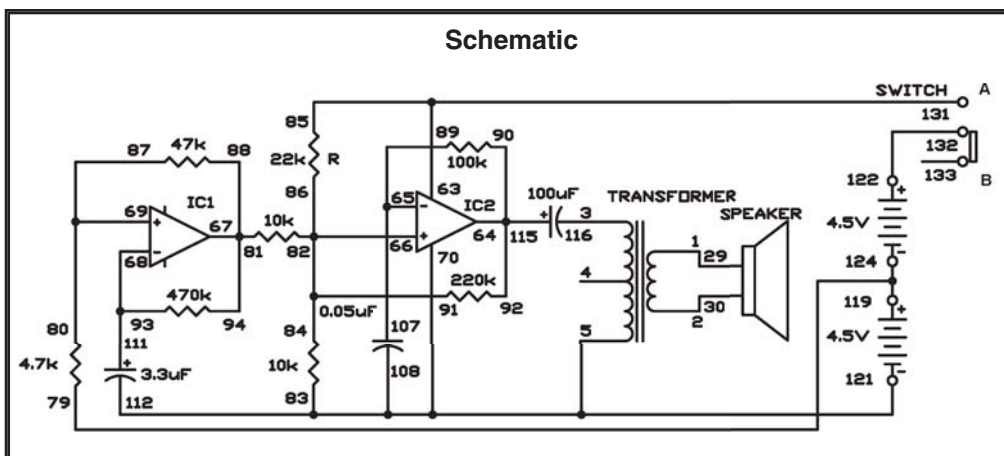 Schematic
SWITCH A
131
132
133
B
85
22k R
86
89 90
100k
87 47k 88
69
68
IC1
67
10k
81 82
65
66
63
IC2
64
70
115
100uF
116
3
4
5
TRANSFORMER
SPEAKER
1
29
30
2
122
4.5V
124
119
4.5V
121
470k
93 94
220k
91 92
0.05uF
107
108
80
4.7k
79
111
3.3uF
112
84
10k
83
+
-
+
-
+
+
+
-
+
-